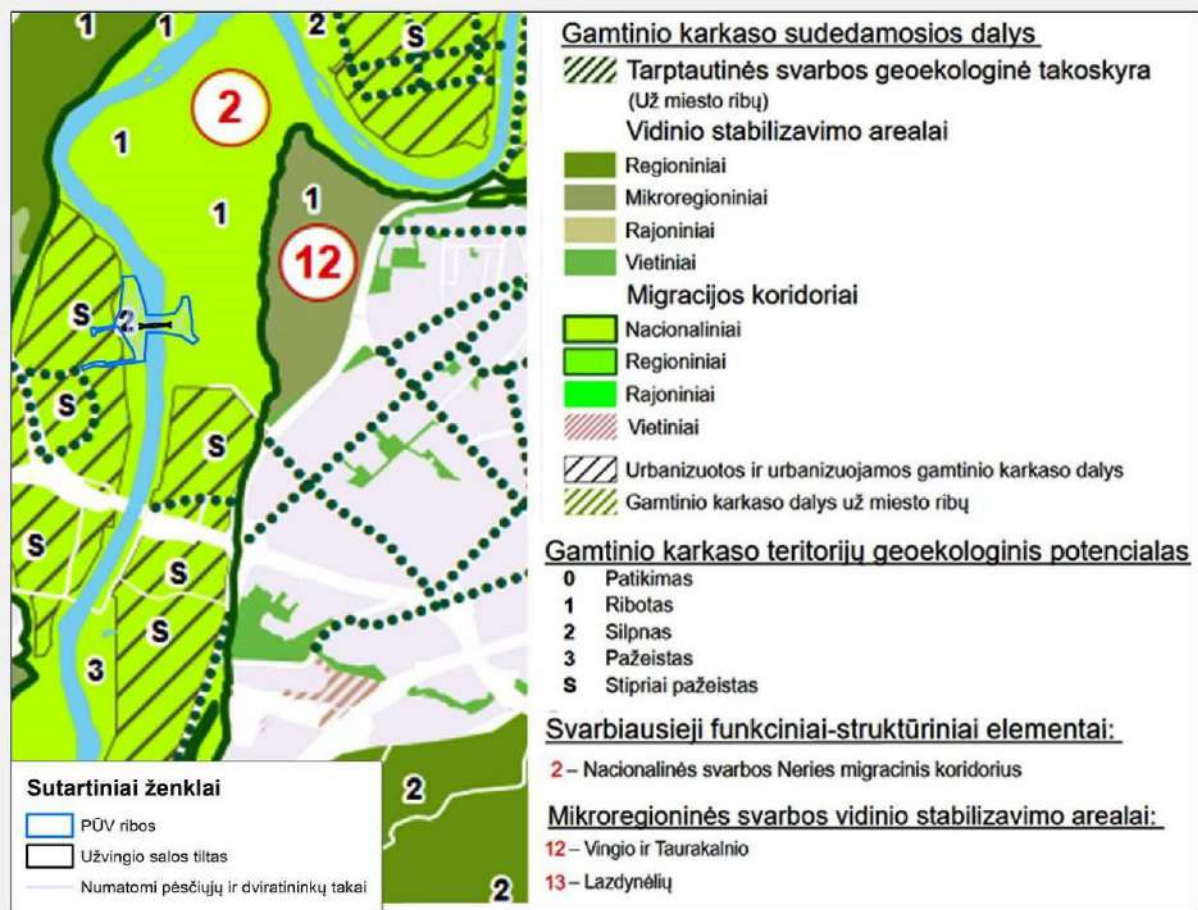 1
1
2
S
2
1
1
1
12
S
2
S
S
S
S
S
3
2
2
Sutartiniai ženklai
PŪV ribos
Užvingio salos tiltas
Numatomi pėsčiųjų ir dviratininkų takai
Gamtinio karkaso sudedamosios dalys
Tarptautinės svarbos geoekologinė takoskyra
(Už miesto ribų)
Vidinio stabilizavimo arealai
Regioniniai
Mikroregioniniai
Rajoniniai
Vietiniai
Migracijos koridoriai
Nacionaliniai
Regioniniai
Rajoniniai
Vietiniai
Urbanizuotos ir urbanizuojamos gamtinio karkaso dalys
Gamtinio karkaso dalys už miesto ribų
Gamtinio karkaso teritorijų geoekologinis potencialas
0 Patikimas
1 Ribotas
2 Silpnas
3 Pažeistas
S Stipriai pažeistas
Svarbiausieji funkciniai-struktūriniai elementai:
2 – Nacionalinės svarbos Neries migracinis koridorius
Mikroregioninės svarbos vidinio stabilizavimo arealai:
12 – Vingio ir Taurakalnio
13 – Lazdynėlių